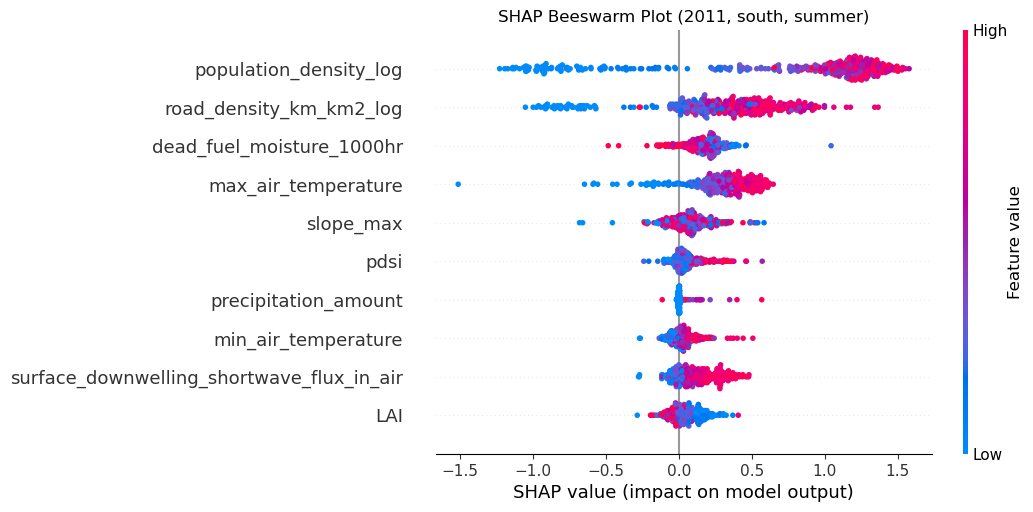 SHAP Beeswarm Plot (2011, south, summer)
High
population_density_log
road_density_km_km2_log
dead_fuel_moisture_1000hr
max_air_temperature
slope_max
pdsi
precipitation_amount
min_air_temperature
surface_downwelling_shortwave_flux_in_air
LAI
Feature value
Low
−1.5 −1.0 −0.5 0.0 0.5 1.0 1.5
SHAP value (impact on model output)